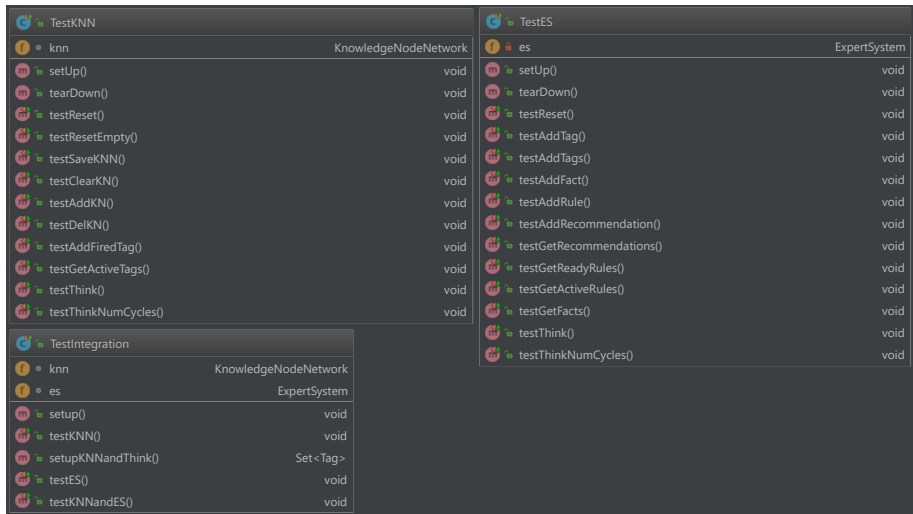 TestKNN
knn KnowledgeNodeNetwork
setUp() void
tearDown() void
testReset() void
testResetEmpty() void
testSaveKNN() void
testClearKN() void
testAddKN() void
testDelKN() void
testAddFiredTag() void
testGetActiveTags() void
testThink() void
testThinkNumCycles() void
TestES
es ExpertSystem
setUp() void
tearDown() void
testReset() void
testAddTag() void
testAddTags() void
testAddFact() void
testAddRule() void
testAddRecommendation() void
testGetRecommendations() void
testGetReadyRules() void
testGetActiveRules() void
testGetFacts() void
testThink() void
testThinkNumCycles() void
TestIntegration
knn KnowledgeNodeNetwork
es ExpertSystem
setup() void
testKNN() void
setupKNNandThink() Set<Tag>
testES() void
testKNNandES() void